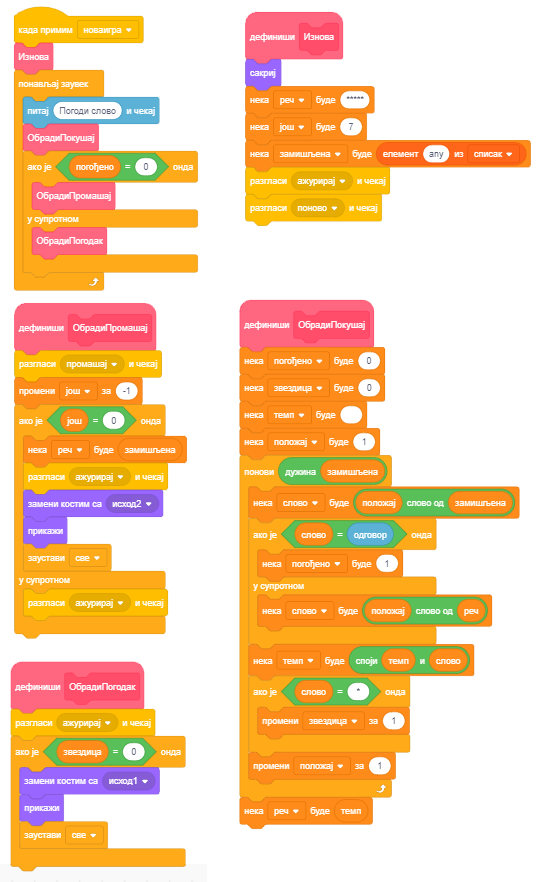 када примим новаигра
Изнова
понављај заувек
питај Погоди слово и чекај
ОбрадиПокушај
ако је погођено = 0 онда
ОбрадиПромашај
у супротном
ОбрадиПогодак
дефиниши Изнова
сакриј
нека реч буде *****
нека још буде 7
нека замишљена буде елемент any из списак
разгласи ажурирај и чекај
разгласи поново и чекај
дефиниши ОбрадиПромашај
разгласи промашај и чекај
промени још за -1
ако је још = 0 онда
нека реч буде замишљена
разгласи ажурирај и чекај
замени костим са исход2
прикажи
заустави све
у супротном
разгласи ажурирај и чекај
дефиниши ОбрадиПокушај
нека погођено буде 0
нека звездица буде 0
нека темп буде
нека положај буде 1
понови дужина замишљена
нека слово буде положај слово од замишљена
ако је слово = одговор онда
нека погођено буде 1
у супротном
нека слово буде положај слово од реч
нека темп буде споји темп и слово
ако је слово = * онда
промени звездица за 1
промени положај за 1
нека реч буде темп
дефиниши ОбрадиПогодак
разгласи ажурирај и чекај
ако је звездица = 0 онда
замени костим са исход1
прикажи
заустави све